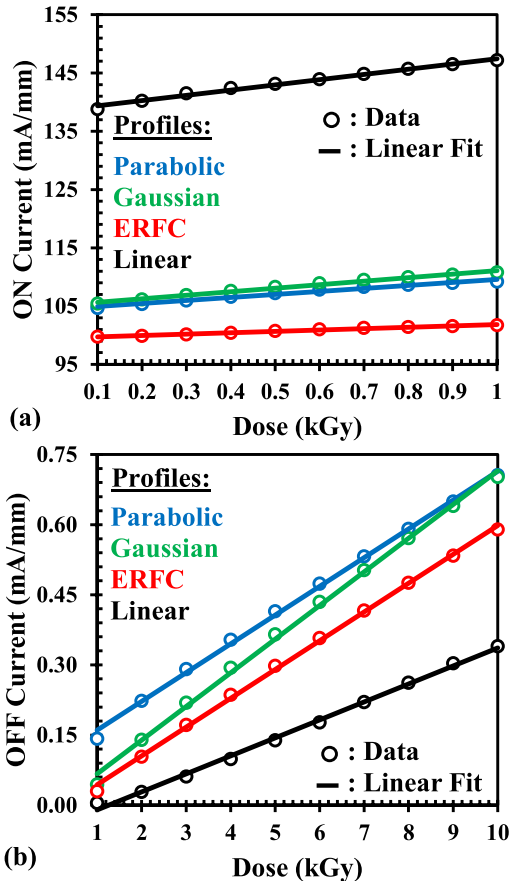 155
145
135
125
115
105
95
ON Current (mA/mm)
Profiles:
Parabolic
Gaussian
ERFC
Linear
: Data
: Linear Fit
0.1 0.2 0.3 0.4 0.5 0.6 0.7 0.8 0.9 1
Dose (kGy)
(a)
0.75
0.60
0.45
0.30
0.15
0.00
OFF Current (mA/mm)
Profiles:
Parabolic
Gaussian
ERFC
Linear
: Data
: Linear Fit
1 2 3 4 5 6 7 8 9 10
Dose (kGy)
(b)